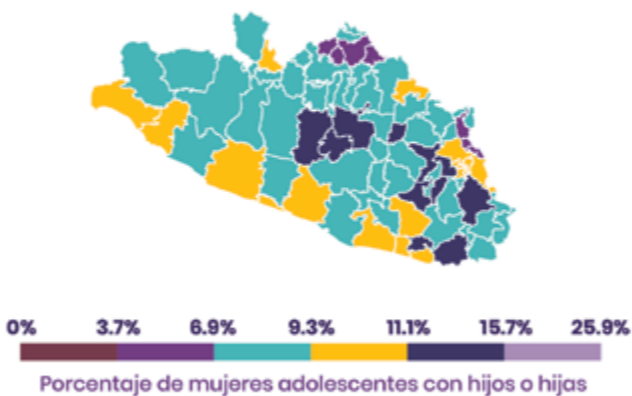 0% 3.7% 6.9% 9.3% 11.1% 15.7% 25.9%
Porcentaje de mujeres adolescentes con hijos o hijas